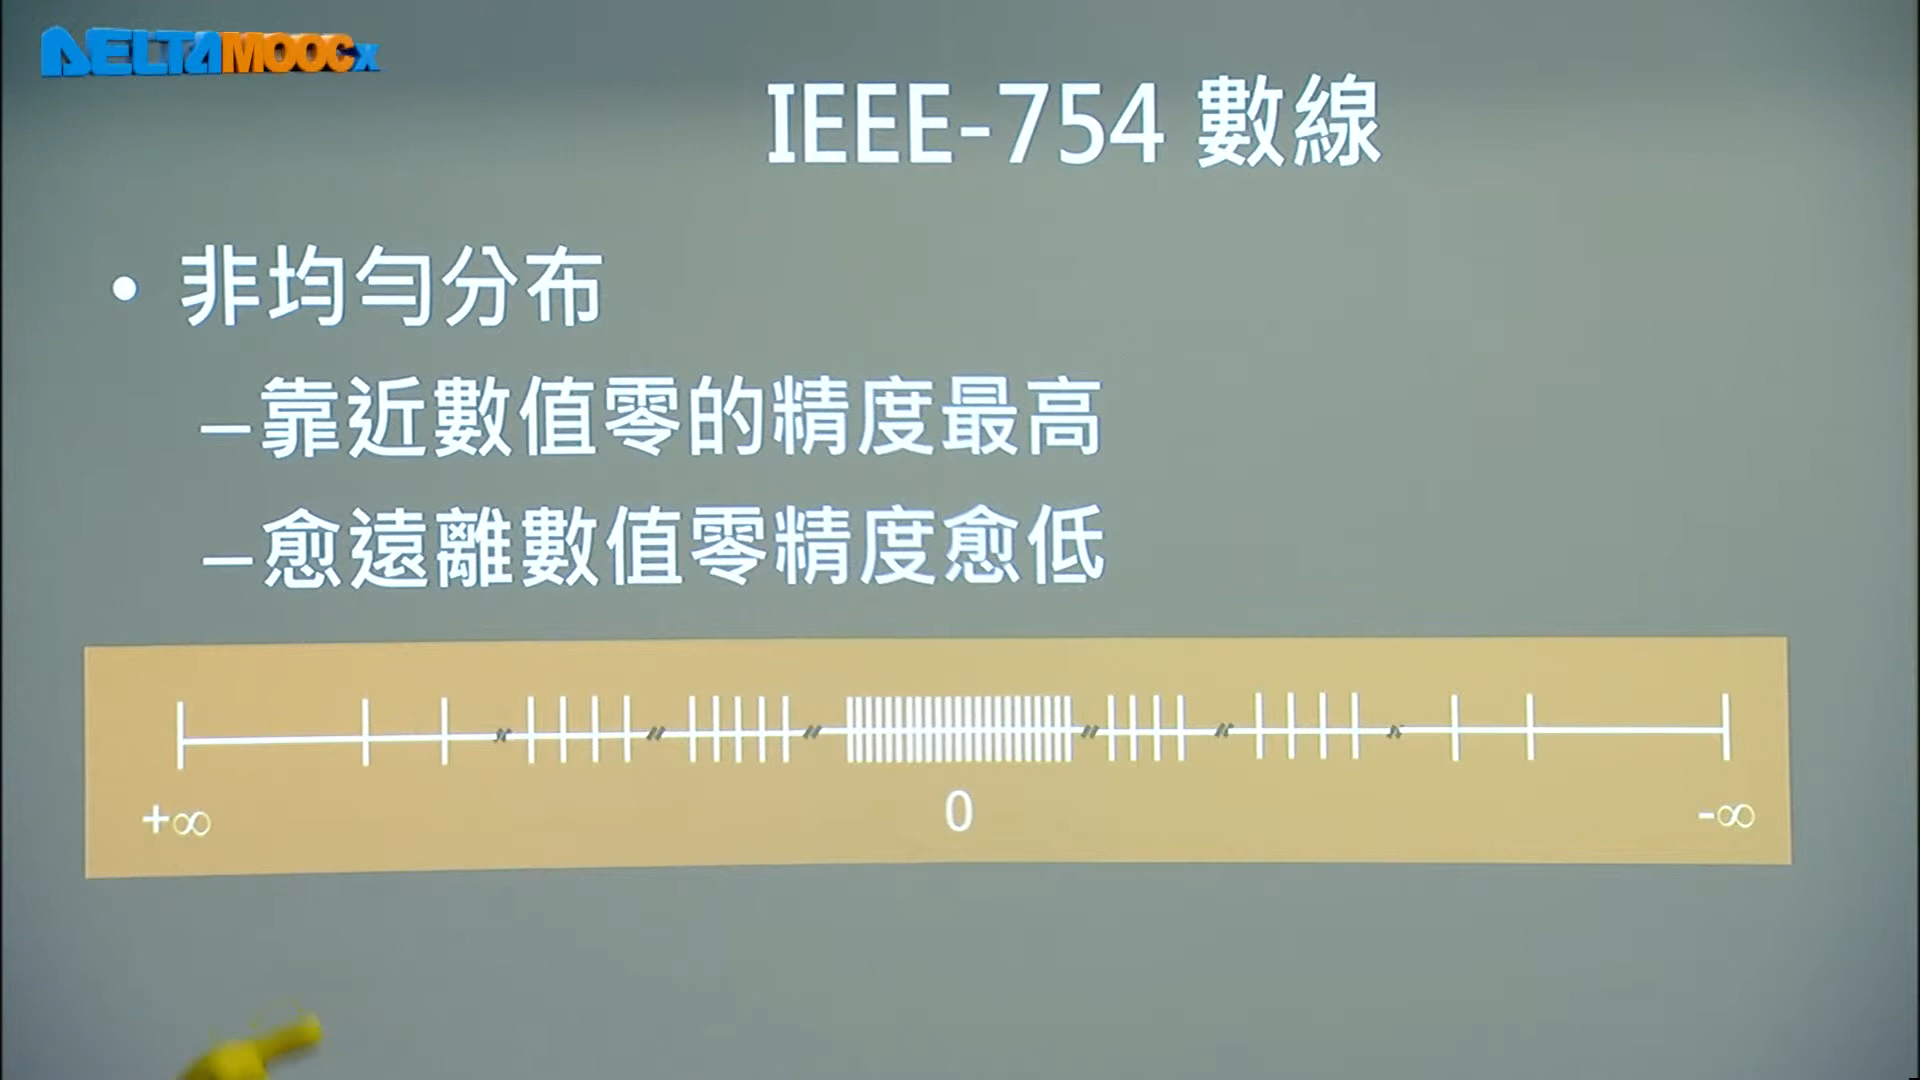 DELTAMOOCx
IEEE-754 數線
• 非均勻分布
–靠近數值零的精度最高
–愈遠離數值零精度愈低
+∞ 0 -∞